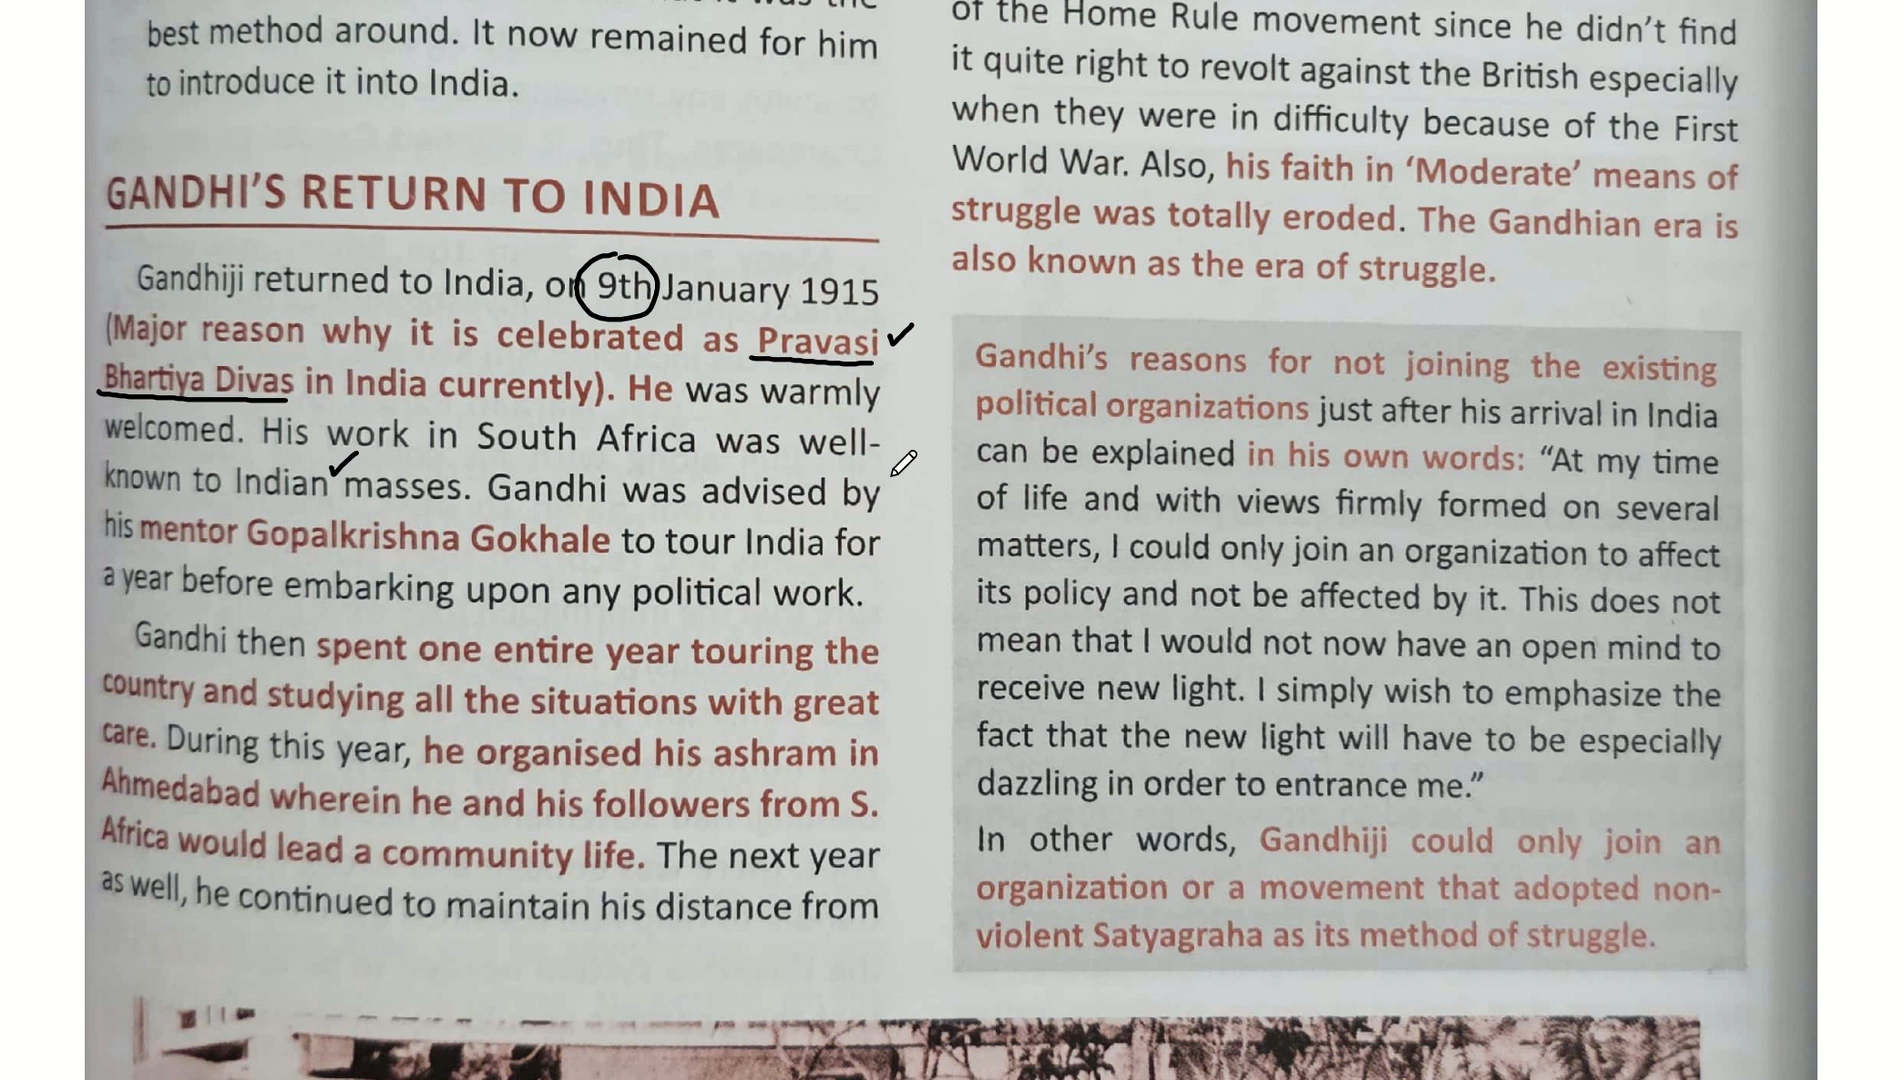 best method around. It now remained for him
to introduce it into India.
GANDHI'S RETURN TO INDIA
Gandhiji returned to India, on 9th January 1915
(Major reason why it is celebrated as Pravasi
Bhartiya Divas in India currently). He was warmly
welcomed. His work in South Africa was well-
known to Indian masses. Gandhi was advised by
his mentor Gopalkrishna Gokhale to tour India for
a year before embarking upon any political work.
Gandhi then spent one entire year touring the
country and studying all the situations with great
care. During this year, he organised his ashram in
Ahmedabad wherein he and his followers from S.
Africa would lead a community life. The next year
as well, he continued to maintain his distance from
of the Home Rule movement since he didn't find
it quite right to revolt against the British especially
when they were in difficulty because of the First
World War. Also, his faith in 'Moderate' means of
struggle was totally eroded. The Gandhian era is
also known as the era of struggle.
Gandhi's reasons for not joining the existing
political organizations just after his arrival in India
can be explained in his own words: "At my time
of life and with views firmly formed on several
matters, I could only join an organization to affect
its policy and not be affected by it. This does not
mean that I would not now have an open mind to
receive new light. I simply wish to emphasize the
fact that the new light will have to be especially
dazzling in order to entrance me."
In other words, Gandhiji could only join an
organization or a movement that adopted non-
violent Satyagraha as its method of struggle.